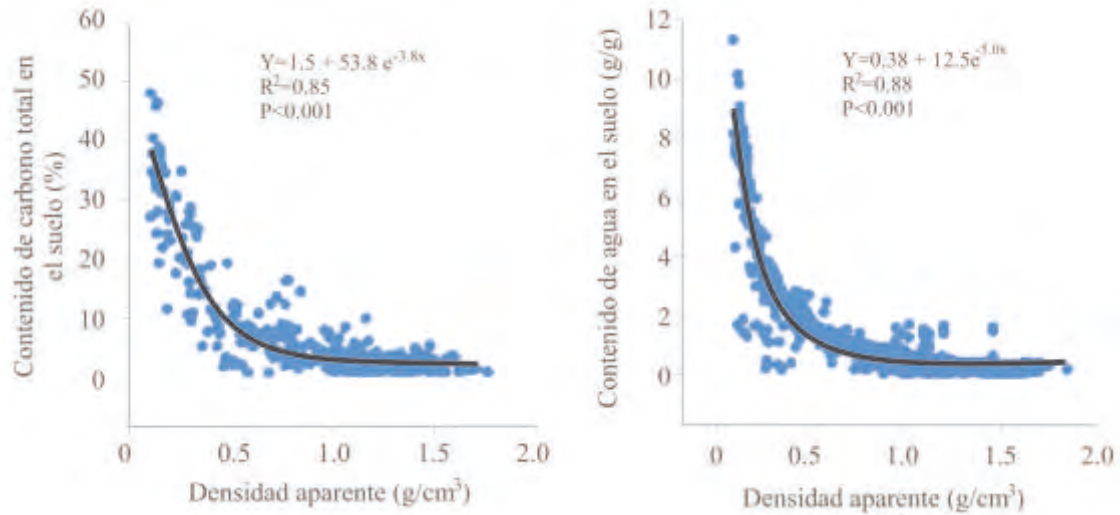 Contenido de carbono total en
el suelo (%)
60
50
40
30
20
10
0
Y=1.5 + 53.8 e-3.8x
R2=0.85
P<0.001
0
0.5
1.0
1.5
2.0
Densidad aparente (g/cm3)
Contenido de agua en el suelo (g/g)
12
10
8
6
4
2
0
Y=0.38 + 12.5e-5.0x
R2=0.88
P<0.001
0
0.5
1.0
1.5
2.0
Densidad aparente (g/cm3)